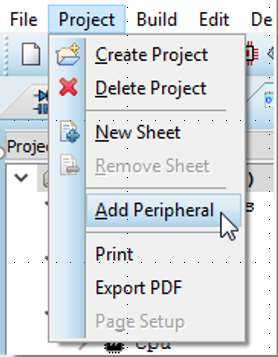 File Project Build Edit De
Create Project
Delete Project
New Sheet
Remove Sheet
Add Peripheral
Print
Export PDF
Page Setup